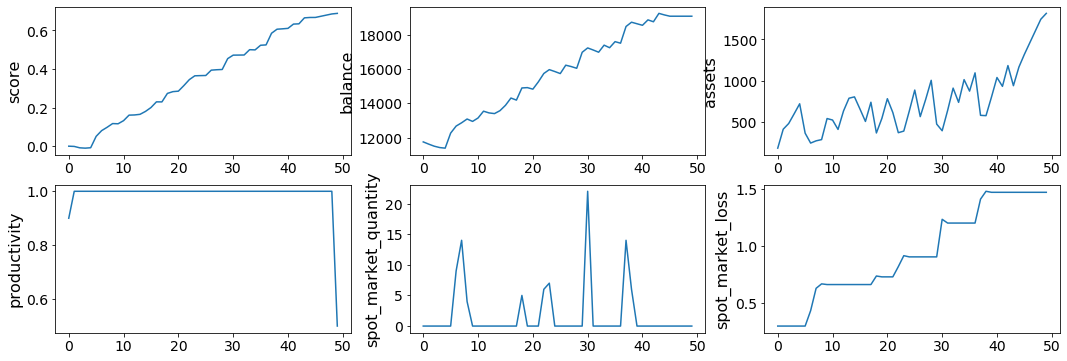 score
0.6
0.4
0.2
0.0
0 10 20 30 40 50
balance
18000
16000
14000
12000
0 10 20 30 40 50
assets
1500
1000
500
0 10 20 30 40 50
productivity
1.0
0.8
0.6
0 10 20 30 40 50
spot_market_quantity
20
15
10
5
0
0 10 20 30 40 50
spot_market_loss
1.5
1.0
0.5
0 10 20 30 40 50